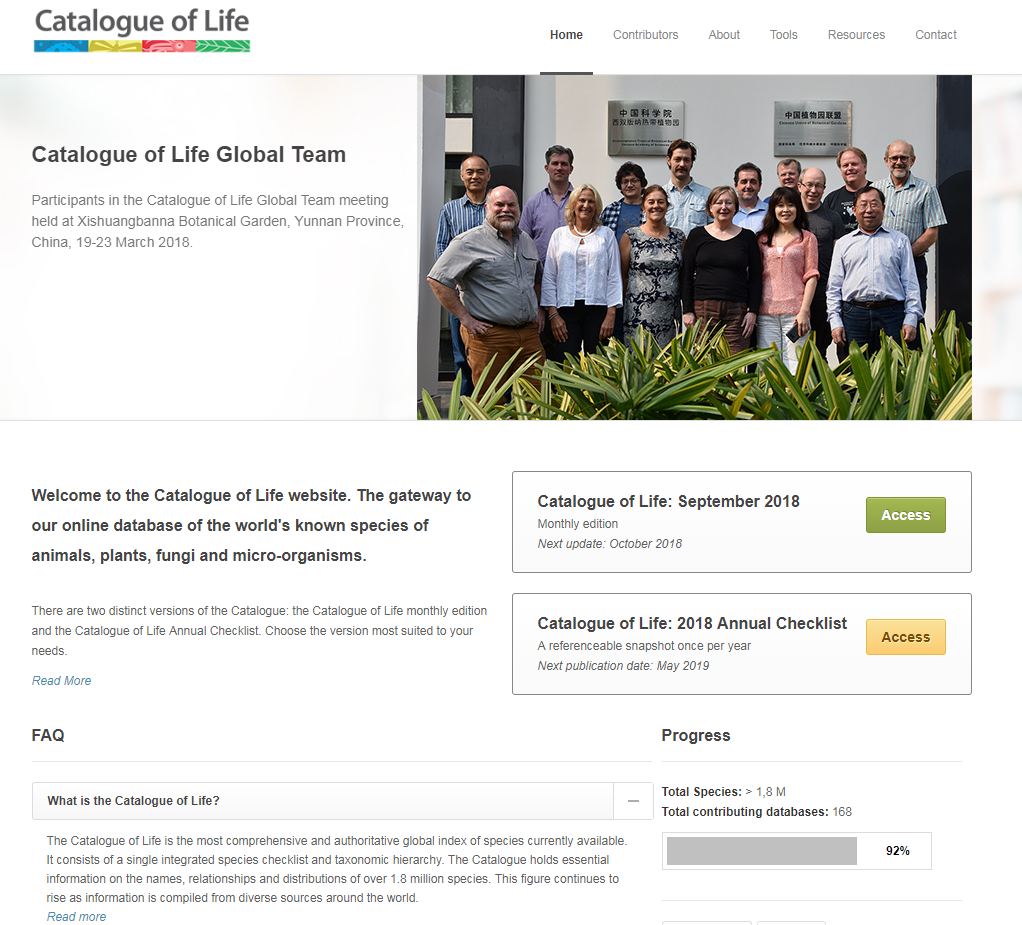 Catalogue of Life
Home
Contributors
About
Tools
Resources
Contact
Catalogue of Life Global Team
Participants in the Catalogue of Life Global Team meeting
held at Xishuangbanna Botanical Garden, Yunnan Province,
China, 19-23 March 2018.
中国科学院
西双版纳热带植物园
中国植物园联盟
Welcome to the Catalogue of Life website. The gateway to
our online database of the world's known species of
animals, plants, fungi and micro-organisms.
There are two distinct versions of the Catalogue: the Catalogue of Life monthly edition
and the Catalogue of Life Annual Checklist. Choose the version most suited to your
needs.
Read More
Catalogue of Life: September 2018
Monthly edition
Next update: October 2018
Access
Catalogue of Life: 2018 Annual Checklist
A referenceable snapshot once per year
Next publication date: May 2019
Access
FAQ
What is the Catalogue of Life?
The Catalogue of Life is the most comprehensive and authoritative global index of species currently available.
It consists of a single integrated species checklist and taxonomic hierarchy. The Catalogue holds essential
information on the names, relationships and distributions of over 1.8 million species. This figure continues to
rise as information is compiled from diverse sources around the world.
Read more
Progress
Total Species: > 1,8 M
Total contributing databases: 168
92%